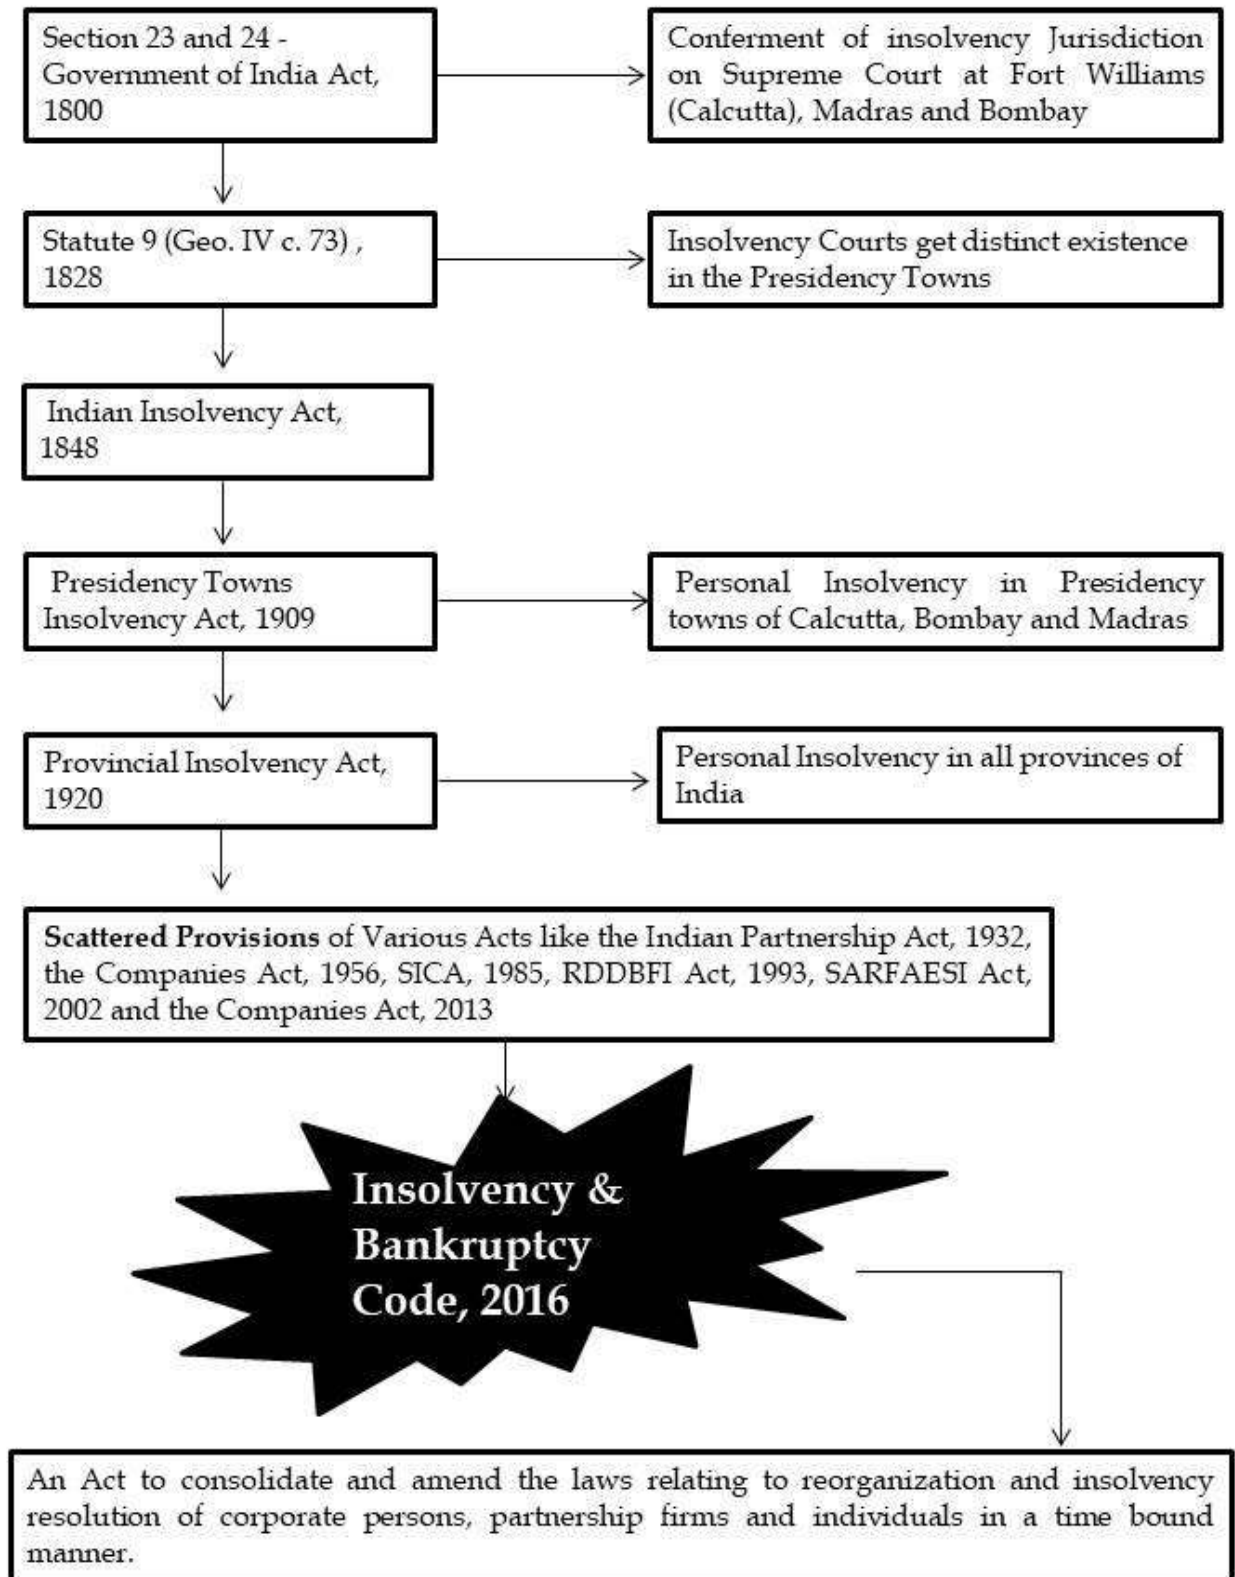 Section 23 and 24 -
Government of India Act,
1800
Conferment of insolvency Jurisdiction
on Supreme Court at Fort Williams
(Calcutta), Madras and Bombay
Statute 9 (Geo. IV c. 73) ,
1828
Insolvency Courts get distinct existence
in the Presidency Towns
Indian Insolvency Act,
1848
Presidency Towns
Insolvency Act, 1909
Personal Insolvency in Presidency
towns of Calcutta, Bombay and Madras
Provincial Insolvency Act,
1920
Personal Insolvency in all provinces of
India
Scattered Provisions of Various Acts like the Indian Partnership Act, 1932,
the Companies Act, 1956, SICA, 1985, RDDBFI Act, 1993, SARFAESI Act,
2002 and the Companies Act, 2013
Insolvency &
Bankruptcy
Code, 2016
An Act to consolidate and amend the laws relating to reorganization and insolvency
resolution of corporate persons, partnership firms and individuals in a time bound
manner.